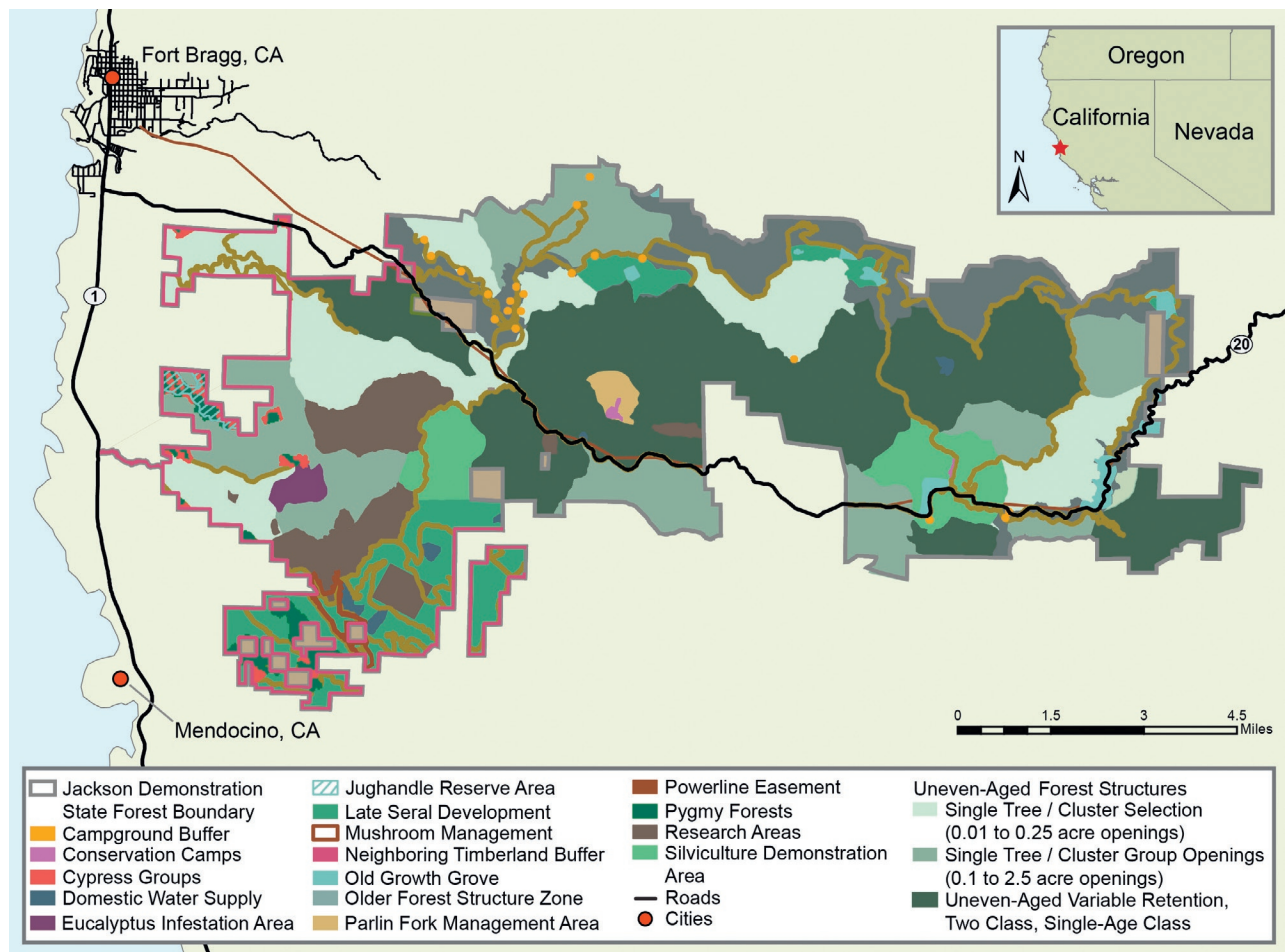 Fort Bragg, CA
Oregon
California
Nevada
N
1
20
Mendocino, CA
0 1.5 3 4.5
Miles
Jackson Demonstration
State Forest Boundary
Campground Buffer
Conservation Camps
Cypress Groups
Domestic Water Supply
Eucalyptus Infestation Area
Jughandle Reserve Area
Late Seral Development
Mushroom Management
Neighboring Timberland Buffer
Old Growth Grove
Older Forest Structure Zone
Parlin Fork Management Area
Powerline Easement
Pygmy Forests
Research Areas
Silviculture Demonstration
Area
Roads
Cities
Uneven-Aged Forest Structures
Single Tree / Cluster Selection
(0.01 to 0.25 acre openings)
Single Tree / Cluster Group Openings
(0.1 to 2.5 acre openings)
Uneven-Aged Variable Retention,
Two Class, Single-Age Class